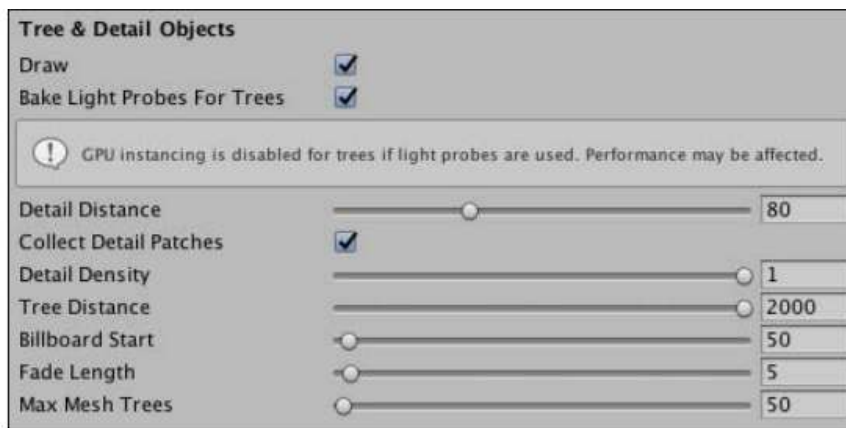 Tree & Detail Objects
Draw
Bake Light Probes For Trees
GPU instancing is disabled for trees if light probes are used. Performance may be affected.
Detail Distance 80
Collect Detail Patches
Detail Density 1
Tree Distance 2000
Billboard Start 50
Fade Length 5
Max Mesh Trees 50